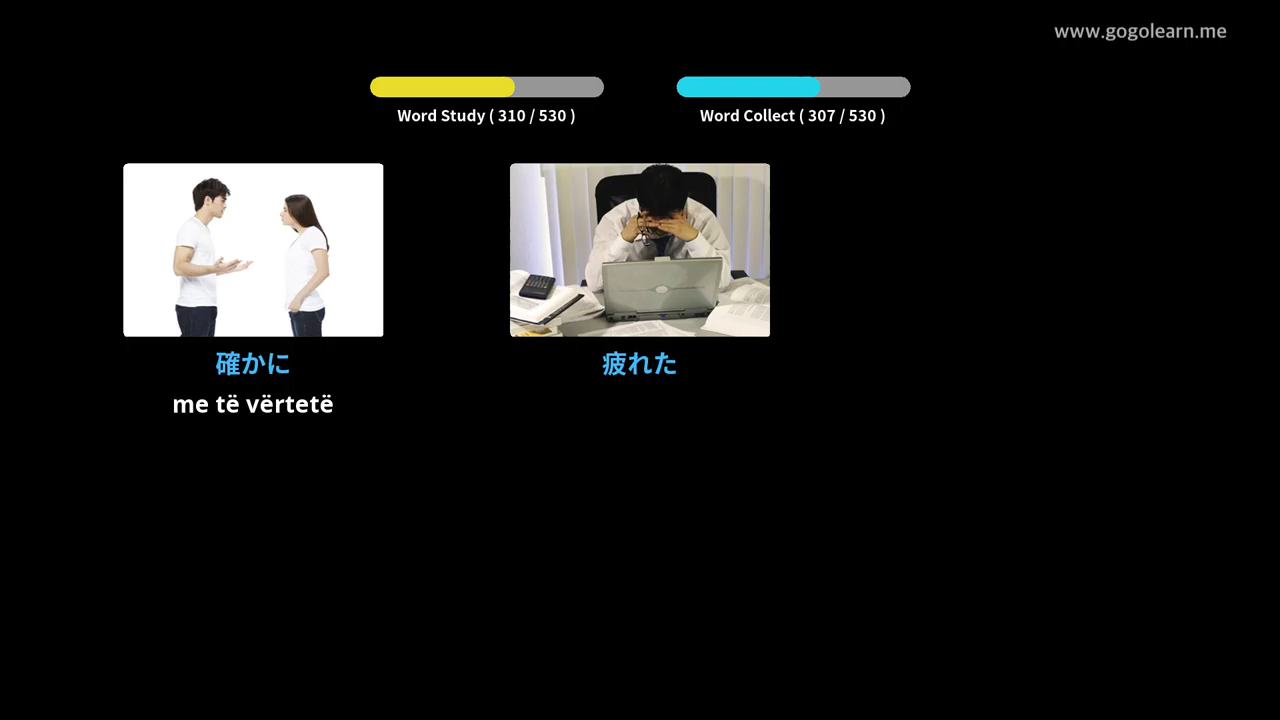 www.gogolearn.me
Word Study ( 310 / 530 )
Word Collect ( 307 / 530 )
確かに
疲れた
me të vërtetë